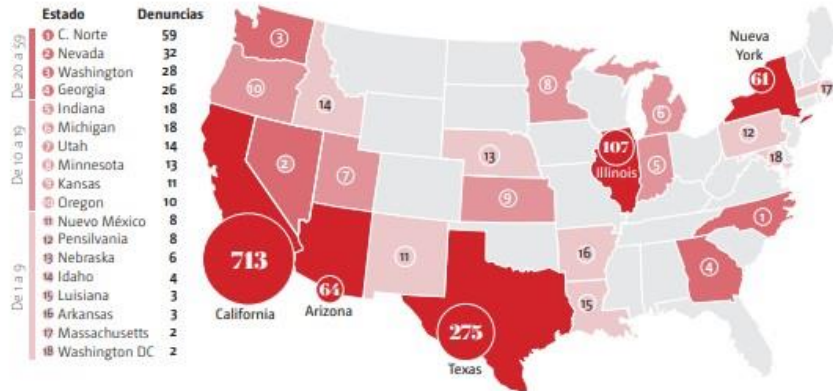 Estado Denuncias
De 20 a 59
1 C. Norte 59
2 Nevada 32
3 Washington 28
4 Georgia 26
De 10 a 19
5 Indiana 18
6 Michigan 18
7 Utah 14
8 Minnesota 13
9 Kansas 11
10 Oregon 10
De 1 a 9
11 Nuevo México 8
12 Pensilvania 8
13 Nebraska 6
14 Idaho 4
15 Luisiana 3
16 Arkansas 3
17 Massachusetts 2
18 Washington DC 2
3
10
14
2
7
13
9
11
8
6
5
12
17
18
1
4
16
15
Nueva
York
61
107
Illinois
713
California
64
Arizona
275
Texas